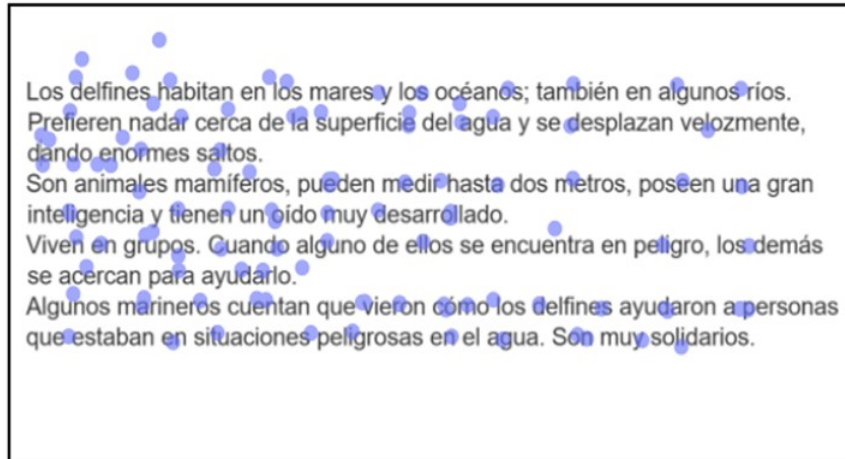 Los delfines habitan en los mares y los océanos; también en algunos ríos.
Prefieren nadar cerca de la superficie del agua y se desplazan velozmente,
dando enormes saltos.
Son animales mamíferos, pueden medir hasta dos metros, poseen una gran
inteligencia y tienen un oído muy desarrollado.
Viven en grupos. Cuando alguno de ellos se encuentra en peligro, los demás
se acercan para ayudarlo.
Algunos marineros cuentan que vieron cómo los delfines ayudaron a personas
que estaban en situaciones peligrosas en el agua. Son muy solidarios.